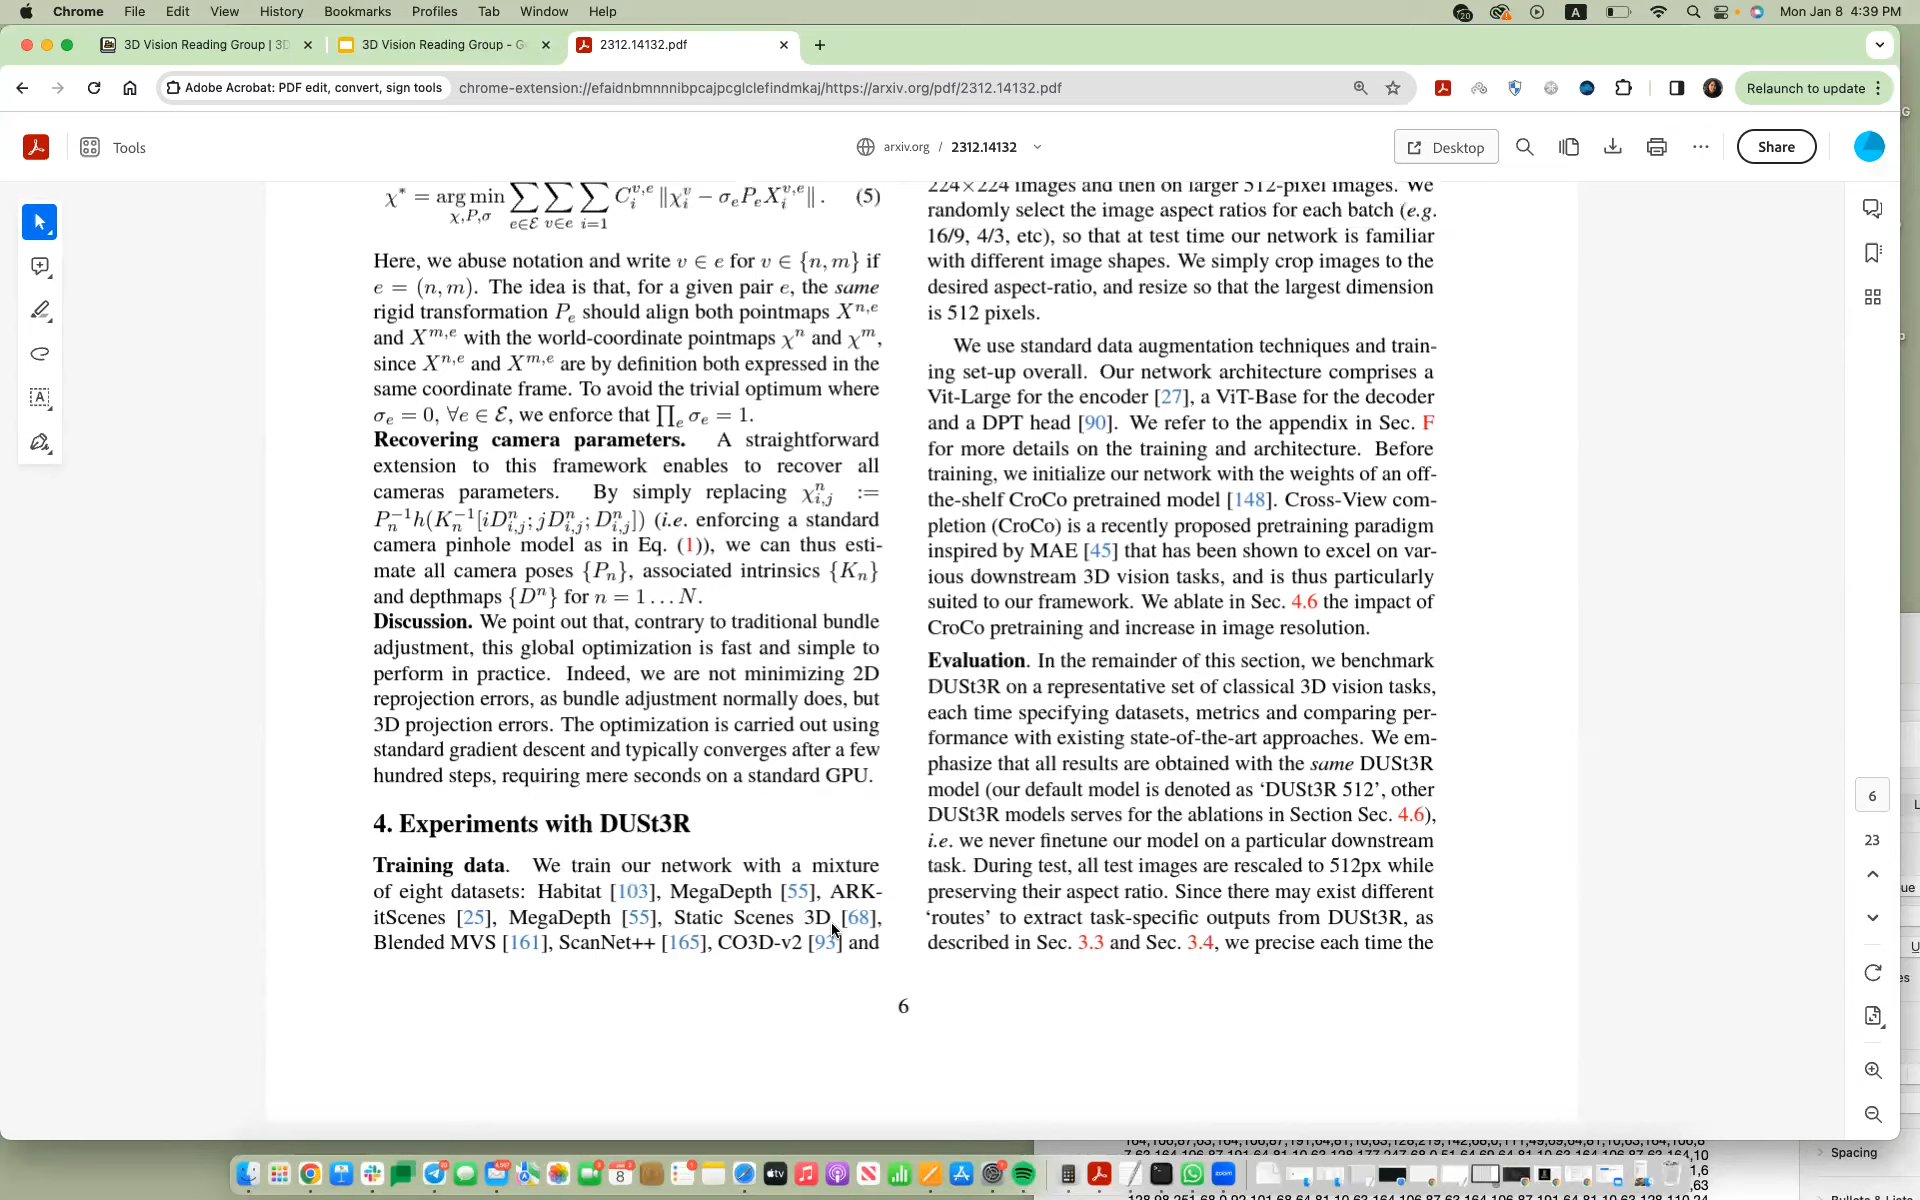 Chrome File Edit View History Bookmarks Profiles Tab Window Help
20
A
Mon Jan 8 4:39 PM
3D Vision Reading Group | 3D
3D Vision Reading Group - G
2312.14132.pdf
Adobe Acrobat: PDF edit, convert, sign tools
chrome-extension://efaidnbmnnnibpcajpcglclefindmkaj/https://arxiv.org/pdf/2312.14132.pdf
Relaunch to update
Tools
arxiv.org / 2312.14132
Desktop
Share
χ* = arg min_{χ,P,σ} ∑_{e∈ℰ} ∑_{v∈e} ∑_{i=1} C_i^{v,e} ‖χ_i^v − σ_e P_e X_i^{v,e}‖ . (5)
Here, we abuse notation and write v ∈ e for v ∈ {n, m} if
e = (n, m). The idea is that, for a given pair e, the same
rigid transformation P_e should align both pointmaps X^{n,e}
and X^{m,e} with the world-coordinate pointmaps χ^n and χ^m,
since X^{n,e} and X^{m,e} are by definition both expressed in the
same coordinate frame. To avoid the trivial optimum where
σ_e = 0, ∀e ∈ ℰ, we enforce that ∏_e σ_e = 1.
Recovering camera parameters. A straightforward
extension to this framework enables to recover all
cameras parameters. By simply replacing χ_{i,j}^n :=
P_n^{-1}h(K_n^{-1}[iD_{i,j}^n; jD_{i,j}^n; D_{i,j}^n]) (i.e. enforcing a standard
camera pinhole model as in Eq. (1)), we can thus esti-
mate all camera poses {P_n}, associated intrinsics {K_n}
and depthmaps {D^n} for n = 1 . . . N.
Discussion. We point out that, contrary to traditional bundle
adjustment, this global optimization is fast and simple to
perform in practice. Indeed, we are not minimizing 2D
reprojection errors, as bundle adjustment normally does, but
3D projection errors. The optimization is carried out using
standard gradient descent and typically converges after a few
hundred steps, requiring mere seconds on a standard GPU.
4. Experiments with DUSt3R
Training data. We train our network with a mixture
of eight datasets: Habitat [103], MegaDepth [55], ARK-
itScenes [25], MegaDepth [55], Static Scenes 3D [68],
Blended MVS [161], ScanNet++ [165], CO3D-v2 [93] and
224×224 images and then on larger 512-pixel images. We
randomly select the image aspect ratios for each batch (e.g.
16/9, 4/3, etc), so that at test time our network is familiar
with different image shapes. We simply crop images to the
desired aspect-ratio, and resize so that the largest dimension
is 512 pixels.
We use standard data augmentation techniques and train-
ing set-up overall. Our network architecture comprises a
Vit-Large for the encoder [27], a ViT-Base for the decoder
and a DPT head [90]. We refer to the appendix in Sec. F
for more details on the training and architecture. Before
training, we initialize our network with the weights of an off-
the-shelf CroCo pretrained model [148]. Cross-View com-
pletion (CroCo) is a recently proposed pretraining paradigm
inspired by MAE [45] that has been shown to excel on var-
ious downstream 3D vision tasks, and is thus particularly
suited to our framework. We ablate in Sec. 4.6 the impact of
CroCo pretraining and increase in image resolution.
Evaluation. In the remainder of this section, we benchmark
DUSt3R on a representative set of classical 3D vision tasks,
each time specifying datasets, metrics and comparing per-
formance with existing state-of-the-art approaches. We em-
phasize that all results are obtained with the same DUSt3R
model (our default model is denoted as ‘DUSt3R 512’, other
DUSt3R models serves for the ablations in Section Sec. 4.6),
i.e. we never finetune our model on a particular downstream
task. During test, all test images are rescaled to 512px while
preserving their aspect ratio. Since there may exist different
‘routes’ to extract task-specific outputs from DUSt3R, as
described in Sec. 3.3 and Sec. 3.4, we precise each time the
6
6
23
Spacing